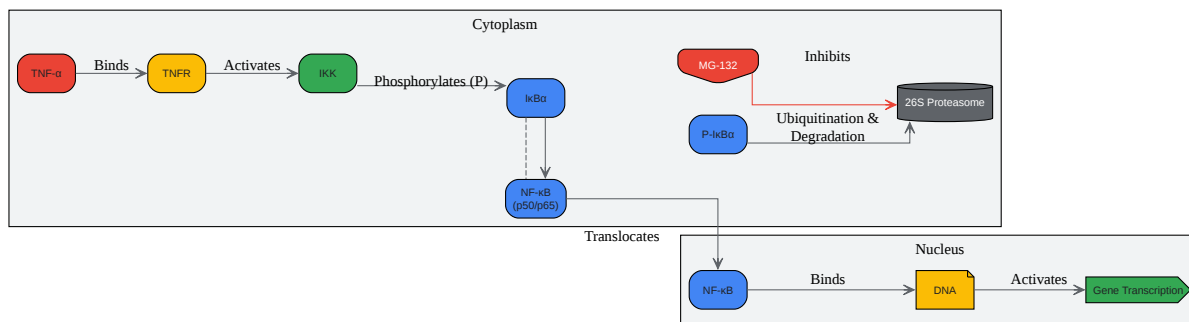 Cytoplasm
TNF-α
Binds
TNFR
Activates
IKK
Phosphorylates (P)
IκBα
NF-κB
(p50/p65)
MG-132
Inhibits
26S Proteasome
P-IκBα
Ubiquitination &
Degradation
Translocates
Nucleus
NF-κB
Binds
DNA
Activates
Gene Transcription